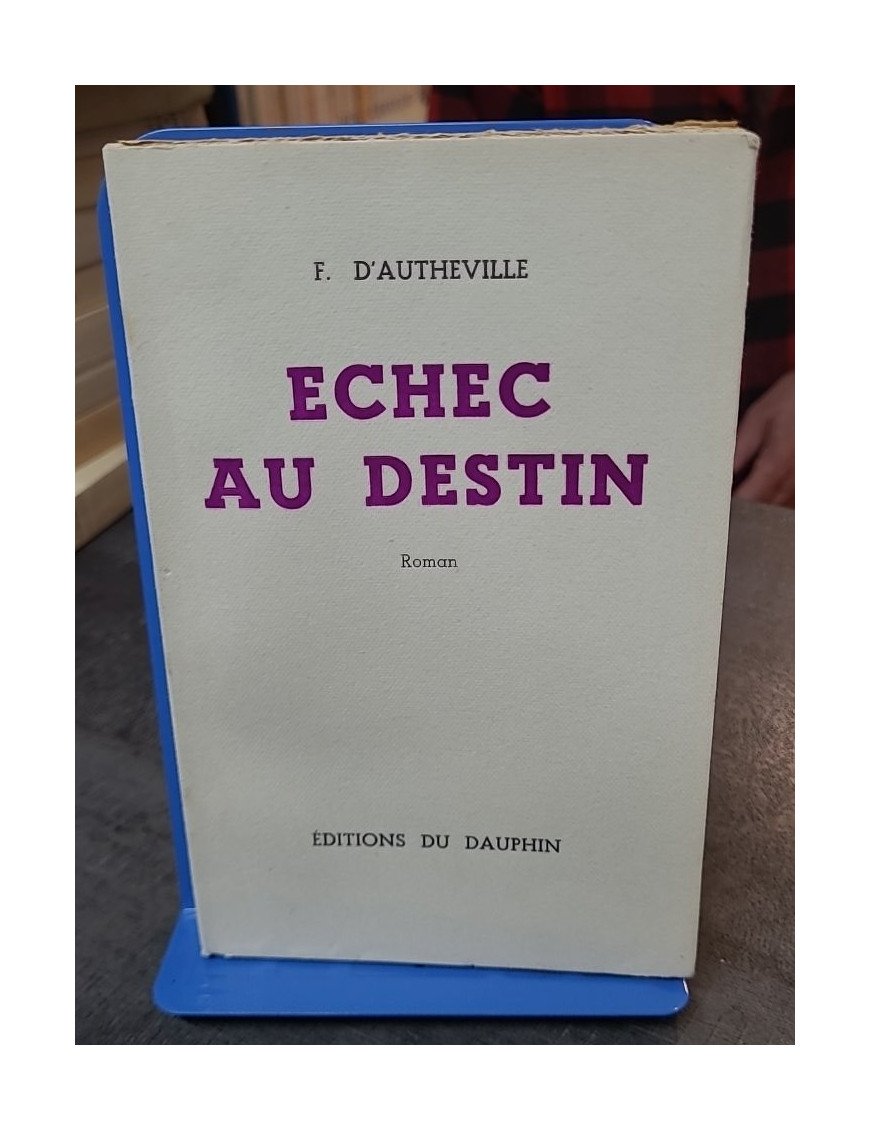 F. D'AUTHEVILLE
ECHEC
AU DESTIN
Roman
ÉDITIONS DU DAUPHIN